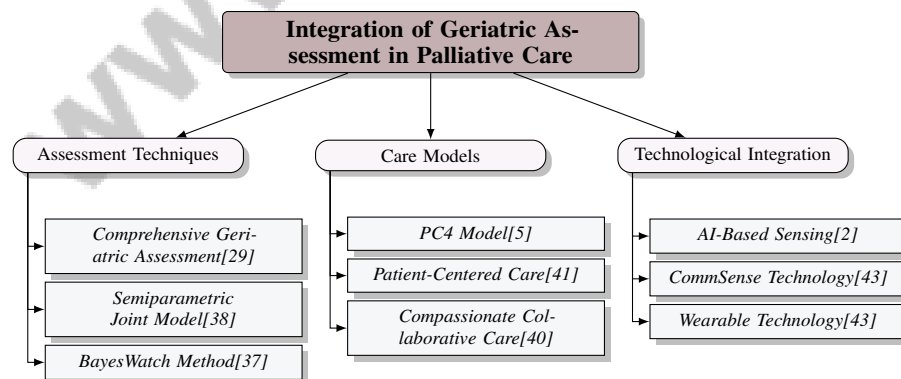 Integration of Geriatric As-
sessment in Palliative Care
Assessment Techniques
Care Models
Technological Integration
Comprehensive Geri-
atric Assessment[29]
Semiparametric
Joint Model[38]
BayesWatch Method[37]
PC4 Model[5]
Patient-Centered Care[41]
Compassionate Col-
laborative Care[40]
AI-Based Sensing[2]
CommSense Technology[43]
Wearable Technology[43]
www